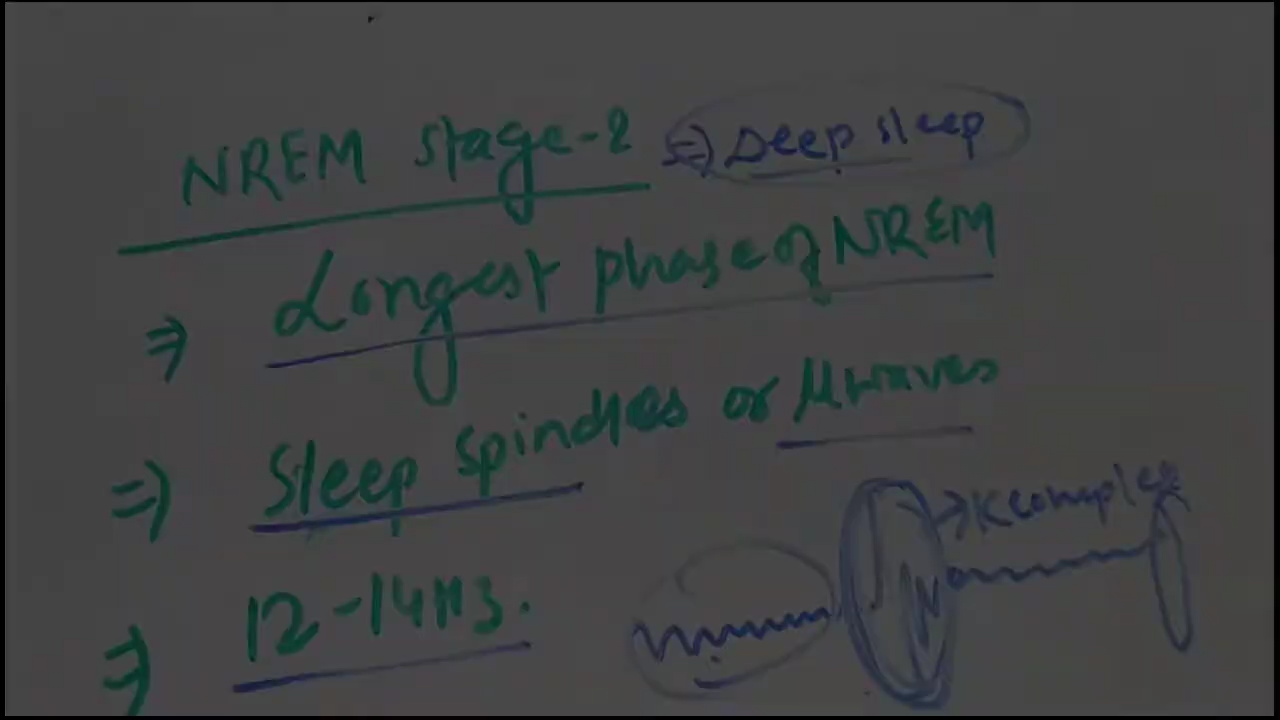 NREM stage-2 ⇒ Deep sleep
⇒ Longest phase of NREM
⇒ Sleep spindles or μ waves
→ K complex
⇒ 12-14Hz.